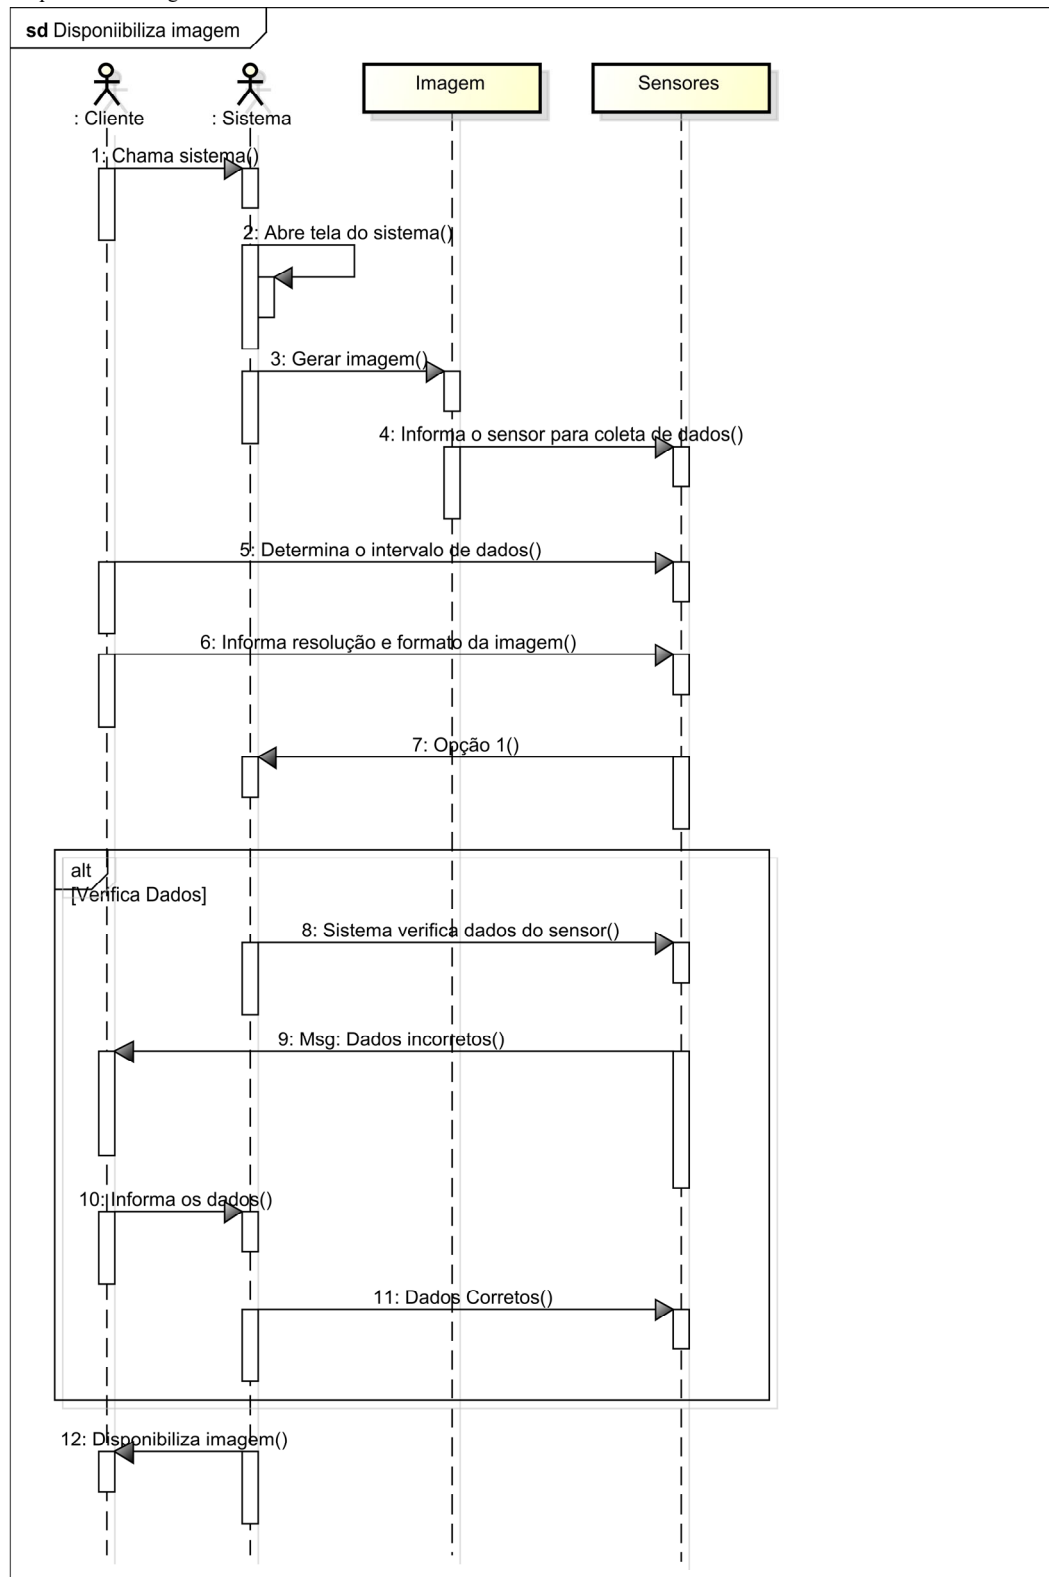 sd Disponiibiliza imagem
: Cliente
: Sistema
Imagem
Sensores
1: Chama sistema()
2: Abre tela do sistema()
3: Gerar imagem()
4: Informa o sensor para coleta de dados()
5: Determina o intervalo de dados()
6: Informa resolução e formato da imagem()
7: Opção 1()
alt
[Verifica Dados]
8: Sistema verifica dados do sensor()
9: Msg: Dados incorretos()
10: Informa os dados()
11: Dados Corretos()
12: Disponibiliza imagem()